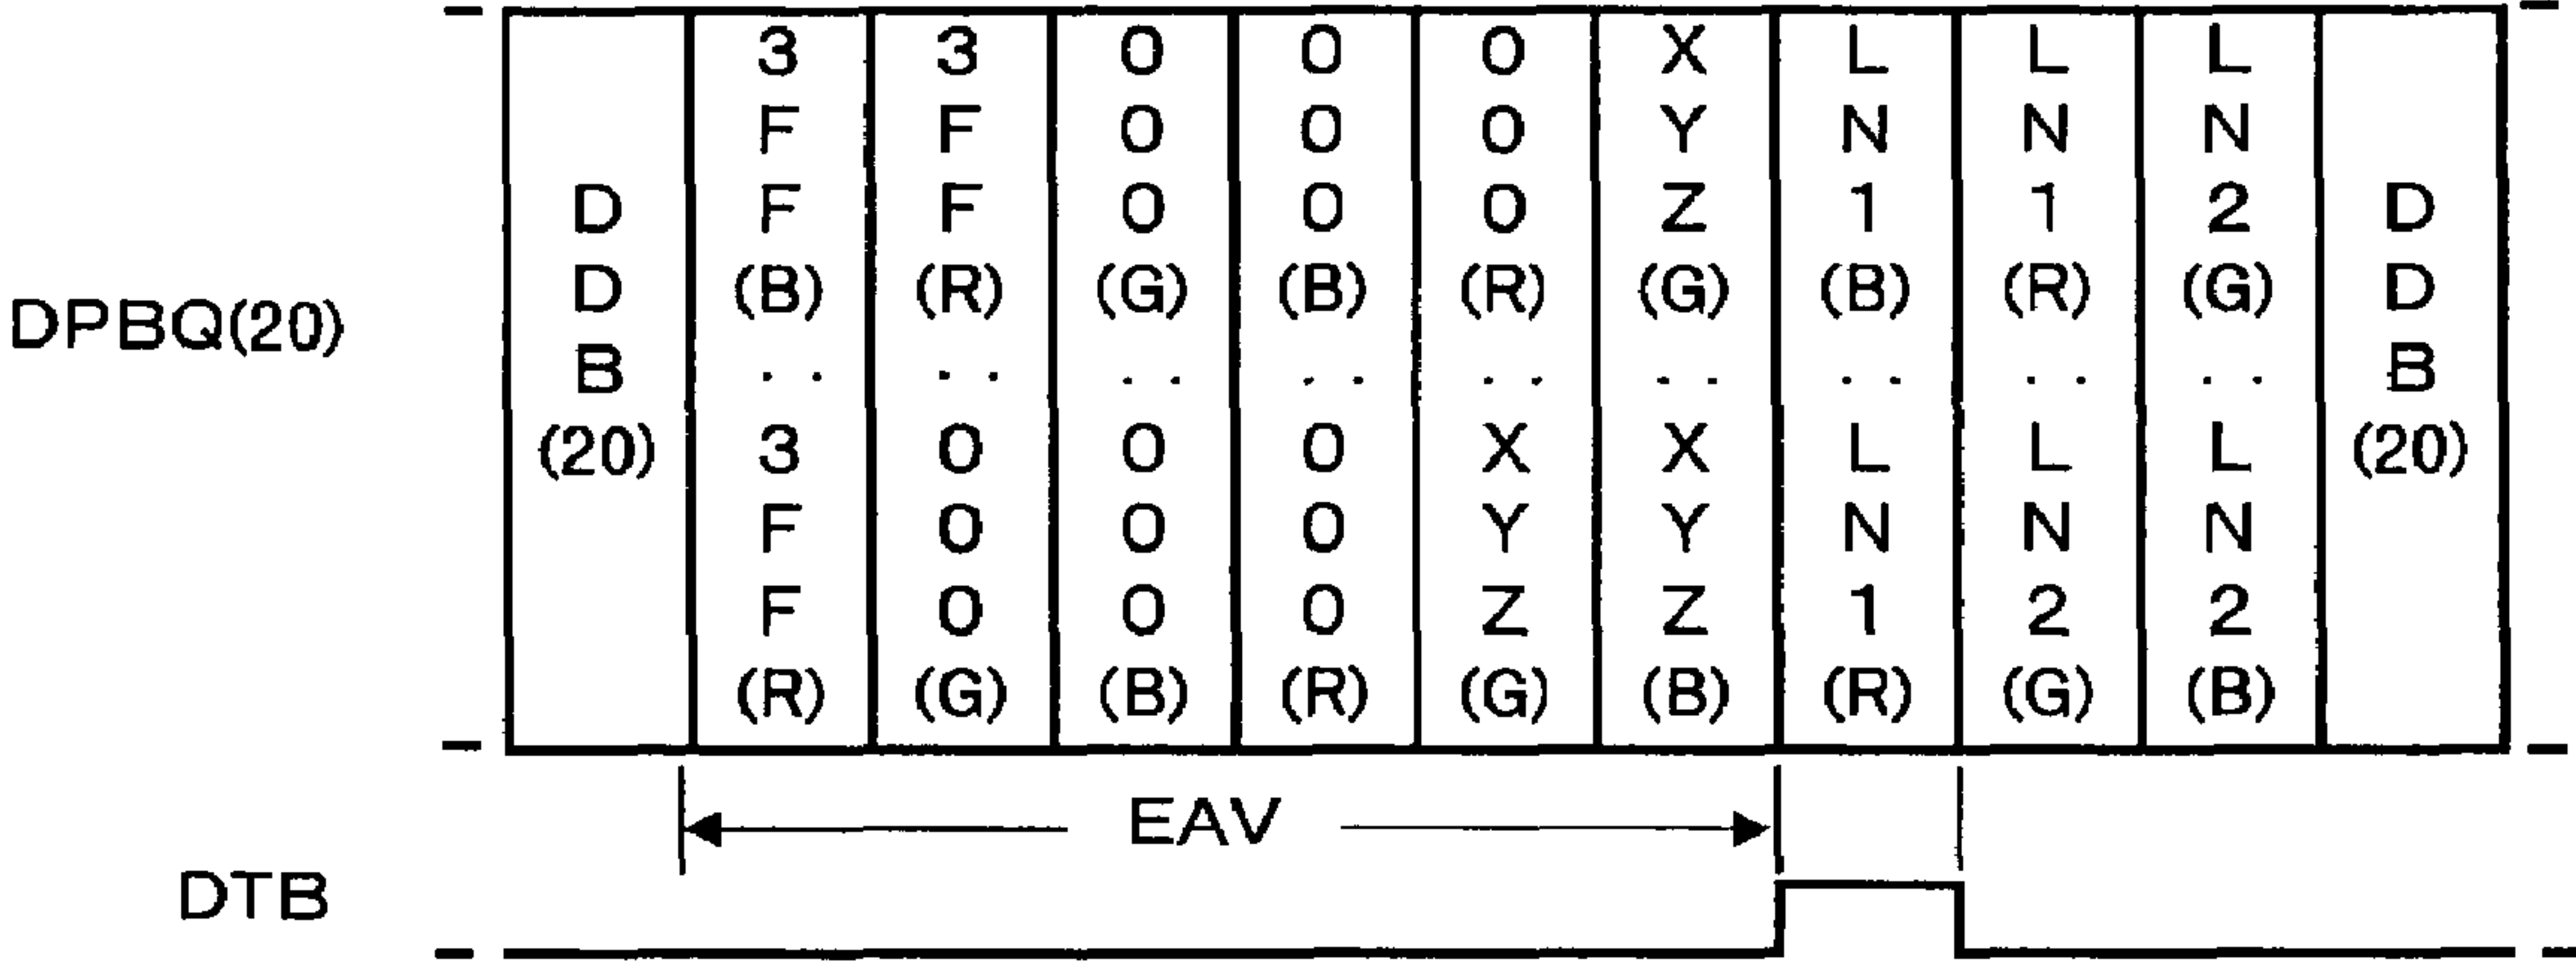 DPBQ(20)
D D B (20)
3 F F (B) .. 3 F F (R)
3 F F (R) .. 0 0 0 (G)
0 0 0 (G) .. 0 0 0 (B)
0 0 0 (B) .. 0 0 0 (R)
0 0 0 (R) .. X Y Z (G)
X Y Z (G) .. X Y Z (B)
L N 1 (B) .. L N 1 (R)
L N 1 (R) .. L N 2 (G)
L N 2 (G) .. L N 2 (B)
D D B (20)
EAV
DTB